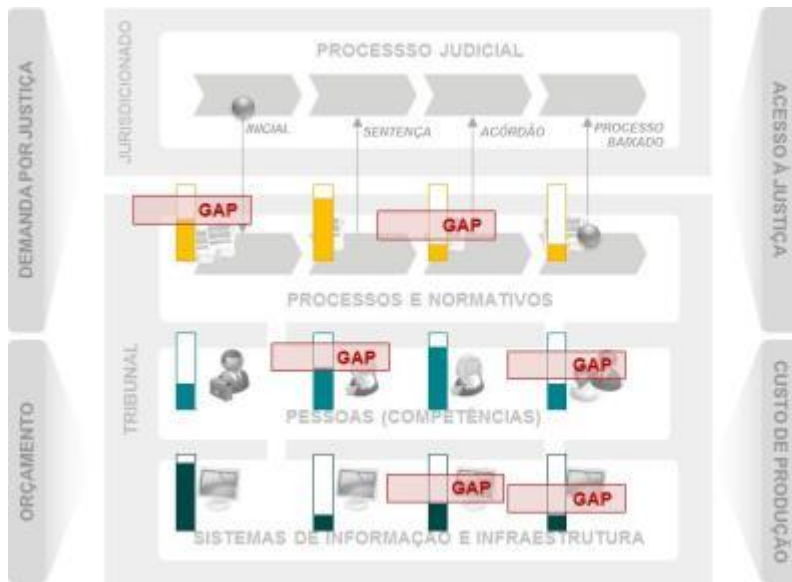 DEMANDA POR JUSTIÇA
ORÇAMENTO
JURISDICIONADO
PROCESSSO JUDICIAL
INICIAL
SENTENÇA
ACÓRDÃO
PROCESSO
BAIXADO
TRIBUNAL
GAP
GAP
PROCESSOS E NORMATIVOS
GAP
GAP
PESSOAS (COMPETÊNCIAS)
GAP
GAP
SISTEMAS DE INFORMAÇÃO E INFRAESTRUTURA
ACESSO À JUSTIÇA
CUSTO DE PRODUÇÃO